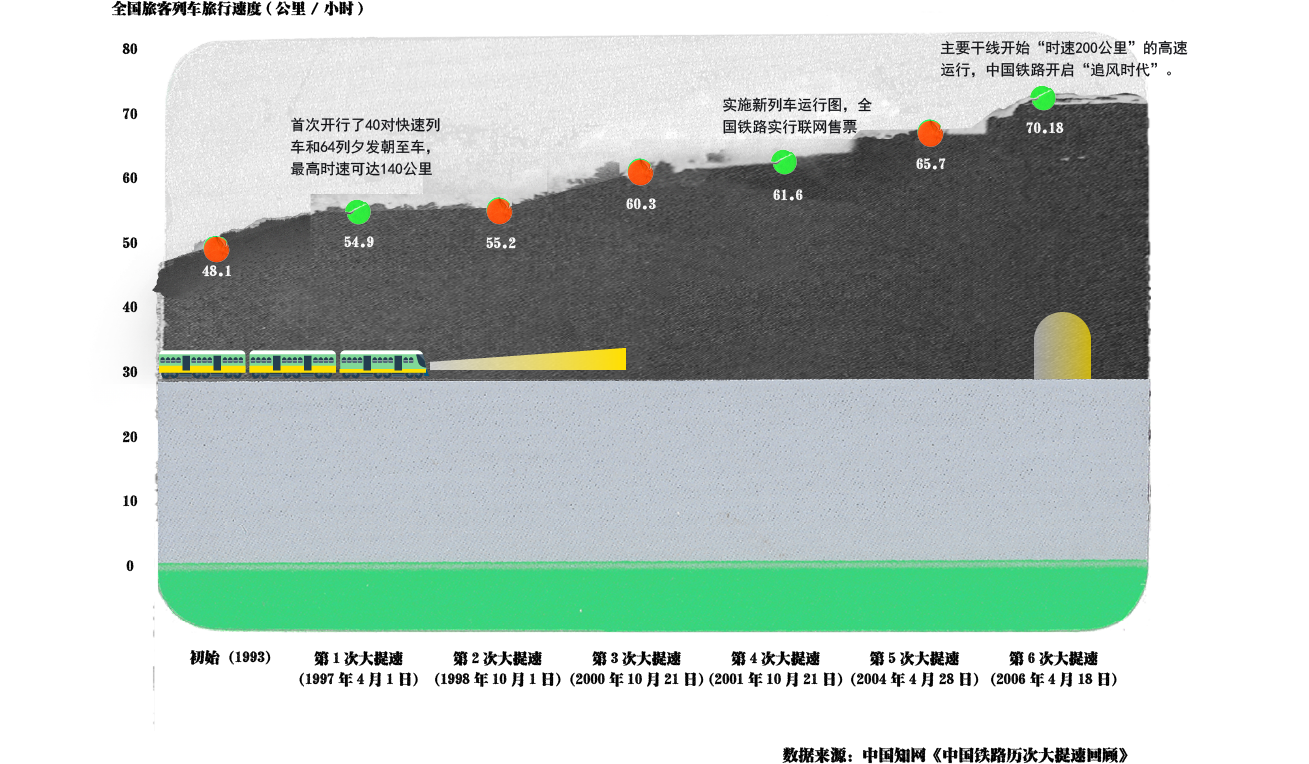 全国旅客列车旅行速度(公里 / 小时)
80
主要干线开始“时速200公里”的高速
运行，中国铁路开启“追风时代”。
70
实施新列车运行图，全
国铁路实行联网售票
首次开行了40对快速列
车和64列夕发朝至车，
最高时速可达140公里
70.18
65.7
60
61.6
60.3
50
54.9
55.2
48.1
40
30
20
10
0
初始（1993）
第 1 次大提速
(1997 年 4 月 1 日)
第 2 次大提速
(1998 年 10 月 1 日)
第 3 次大提速
(2000 年 10 月 21 日)
第 4 次大提速
(2001 年 10 月 21 日)
第 5 次大提速
(2004 年 4 月 28 日)
第 6 次大提速
(2006 年 4 月 18 日)
数据来源：中国知网《中国铁路历次大提速回顾》